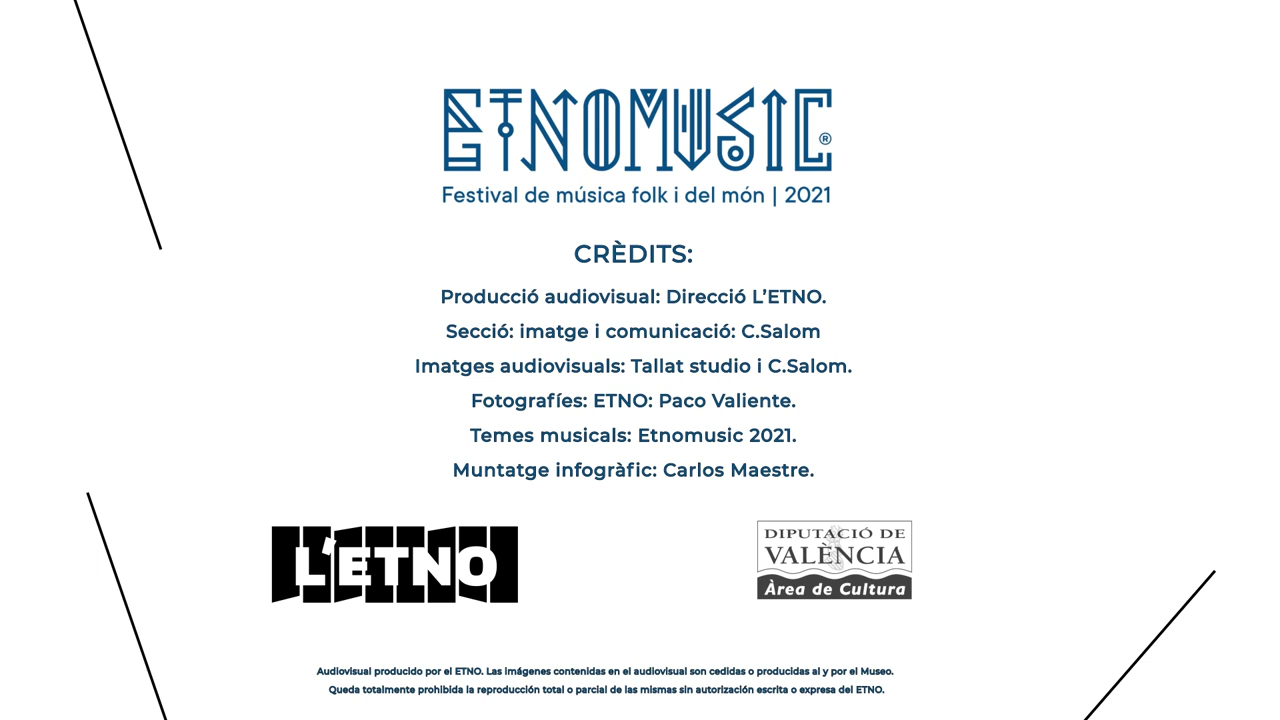 ETNOMUSIC®
Festival de música folk i del món | 2021
CRÈDITS:
Producció audiovisual: Direcció L’ETNO.
Secció: imatge i comunicació: C.Salom
Imatges audiovisuals: Tallat studio i C.Salom.
Fotografíes: ETNO: Paco Valiente.
Temes musicals: Etnomusic 2021.
Muntatge infogràfic: Carlos Maestre.
L'ETNO
DIPUTACIÓ DE
VALÈNCIA
Àrea de Cultura
Audiovisual producido por el ETNO. Las imágenes contenidas en el audiovisual son cedidas o producidas al y por el Museo.
Queda totalmente prohibida la reproducción total o parcial de las mismas sin autorización escrita o expresa del ETNO.